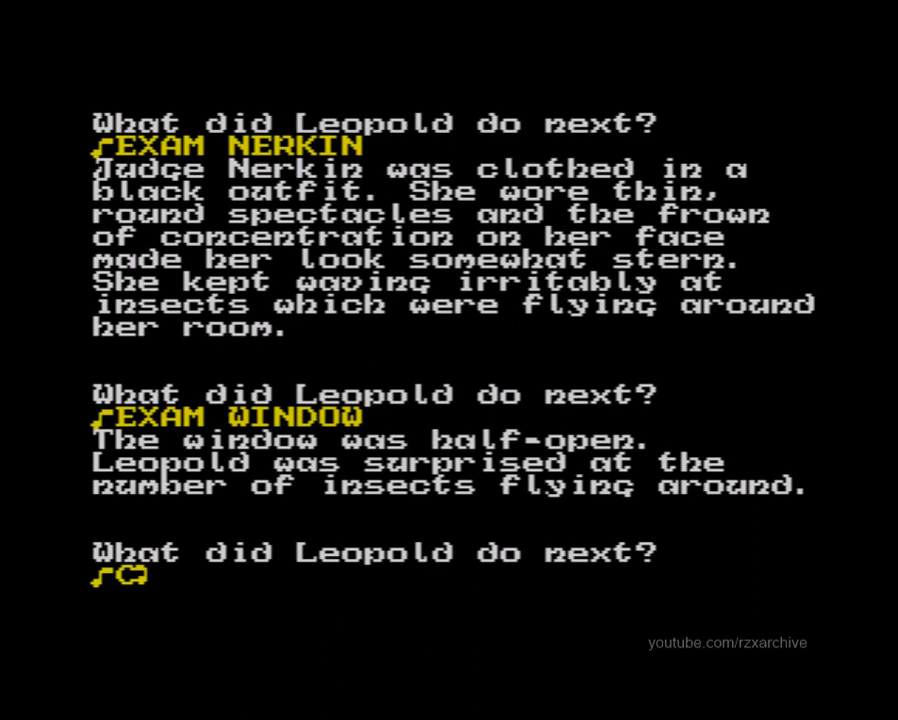 What did Leopold do next?
EXAM NERKIN
Judge Nerkin was clothed in a
black outfit. She wore thin,
round spectacles and the frown
of concentration on her face
made her look somewhat stern.
She kept waving irritably at
insects which were flying around
her room.
What did Leopold do next?
EXAM WINDOW
The window was half-open.
Leopold was surprised at the
number of insects flying around.
What did Leopold do next?
youtube.com/rzxarchive